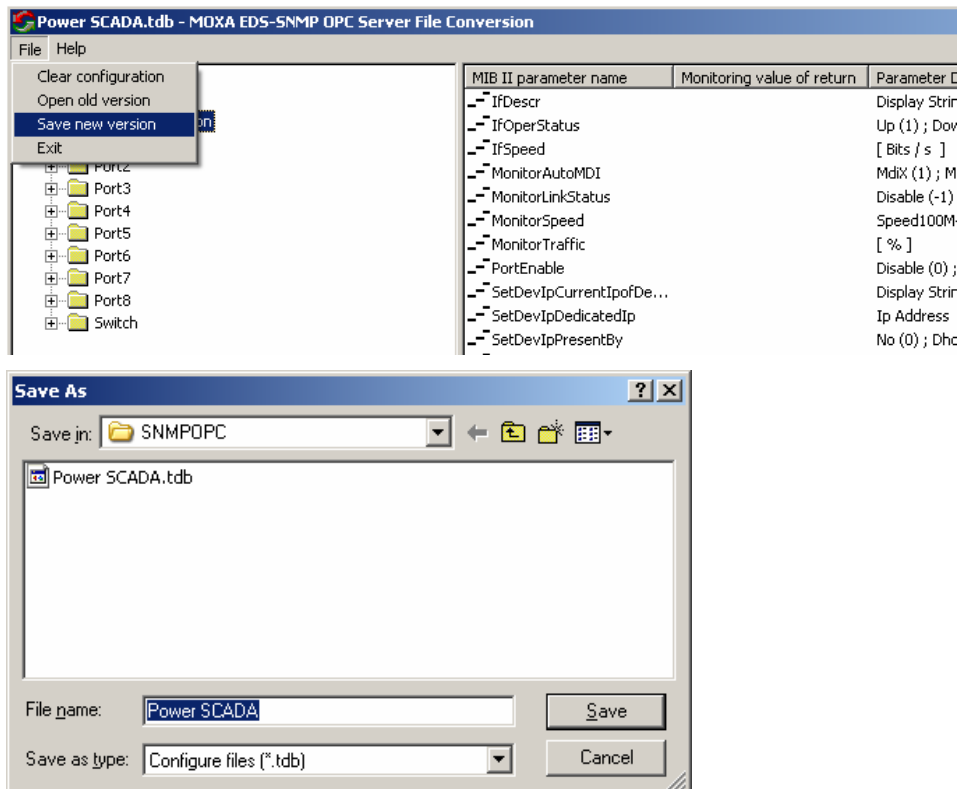 Power SCADA.tdb - MOXA EDS-SNMP OPC Server File Conversion
File Help
Clear configuration
Open old version
Save new version
Exit
Port2
Port3
Port4
Port5
Port6
Port7
Port8
Switch
MIB II parameter name Monitoring value of return Parameter D
IfDescr Display Strin
IfOperStatus Up (1) ; Dow
IfSpeed [ Bits / s ]
MonitorAutoMDI MdiX (1) ; M
MonitorLinkStatus Disable (-1)
MonitorSpeed Speed100M-
MonitorTraffic [ % ]
PortEnable Disable (0) ;
SetDevIpCurrentIpofDe... Display Strin
SetDevIpDedicatedIp Ip Address
SetDevIpPresentBy No (0) ; Dhc
Save As
Save in: SNMPOPC
Power SCADA.tdb
File name: Power SCADA Save
Save as type: Configure files (*.tdb) Cancel